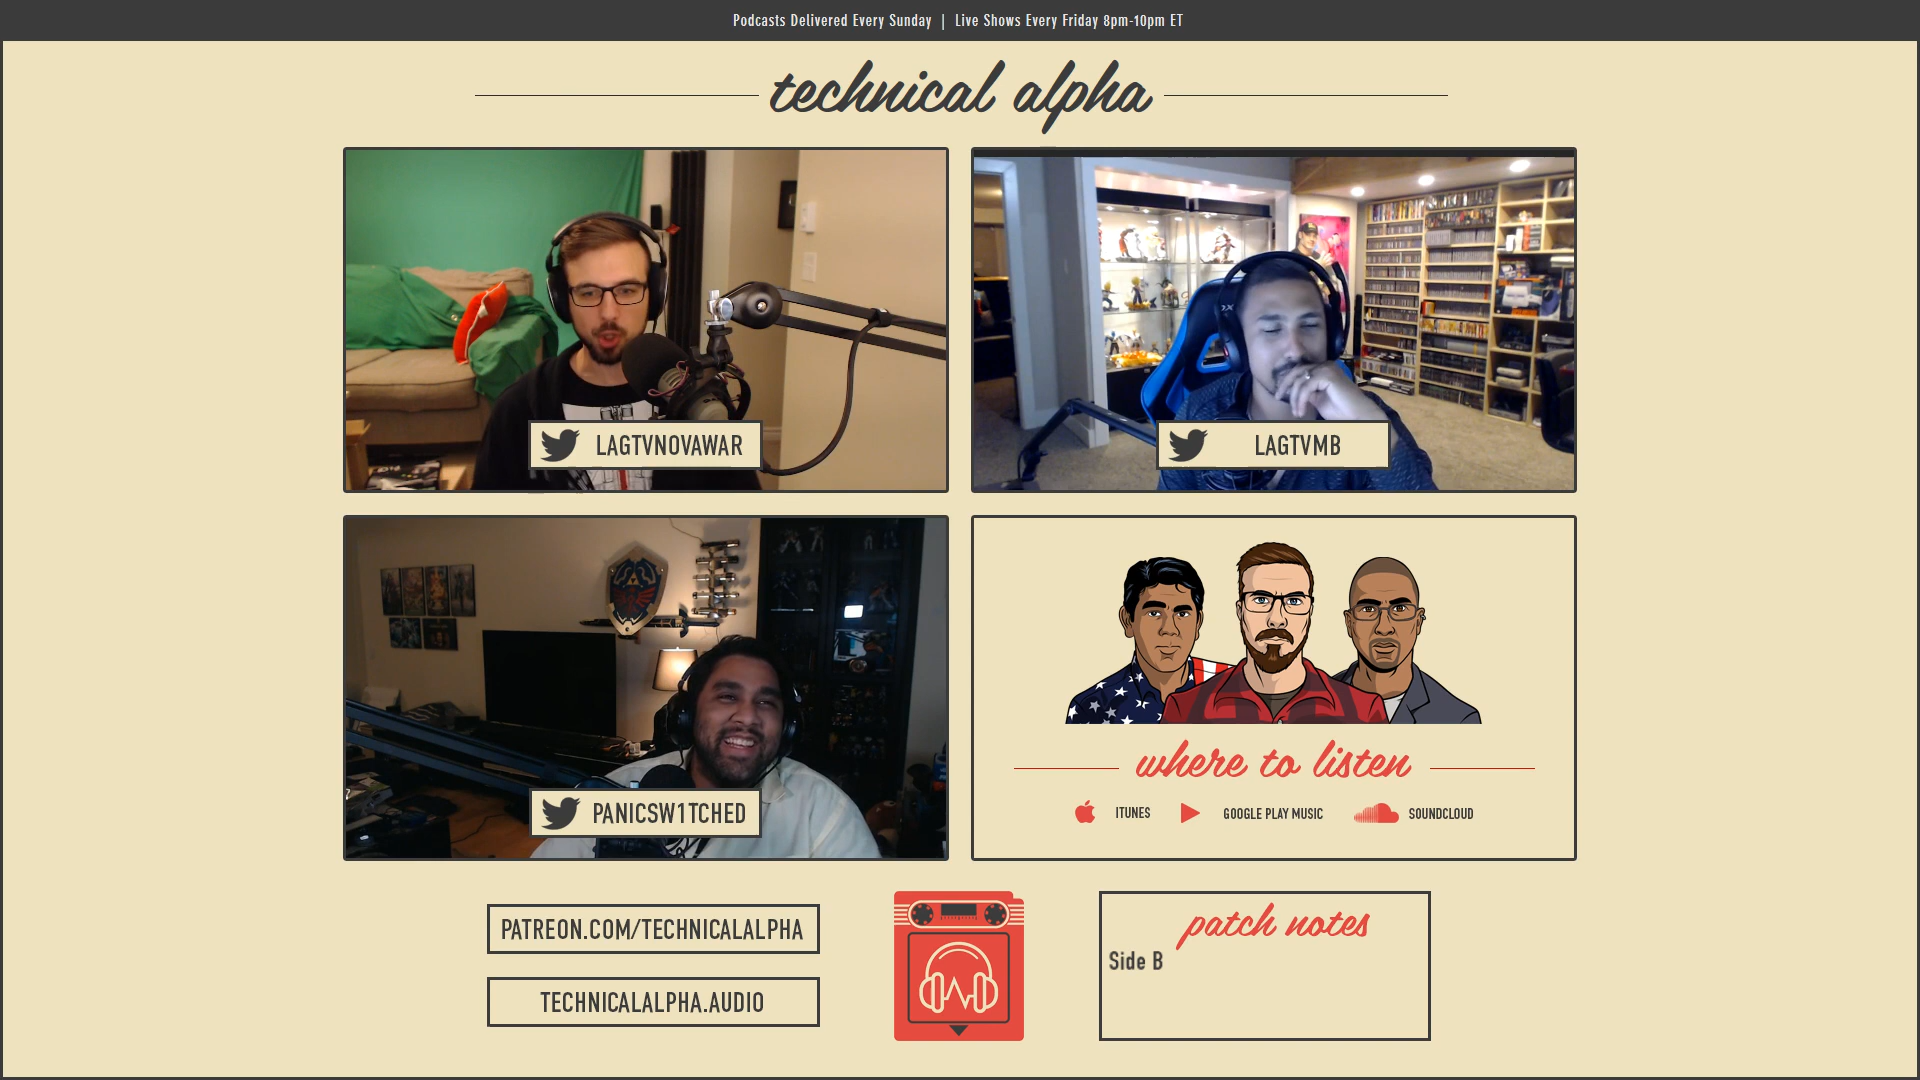 Podcasts Delivered Every Sunday | Live Shows Every Friday 8pm-10pm ET
technical alpha
LAGTVNOVAWAR
LAGTVMB
PANICSW1TCHED
where to listen
ITUNES
GOOGLE PLAY MUSIC
SOUNDCLOUD
PATREON.COM/TECHNICALALPHA
TECHNICALALPHA.AUDIO
patch notes
Side B